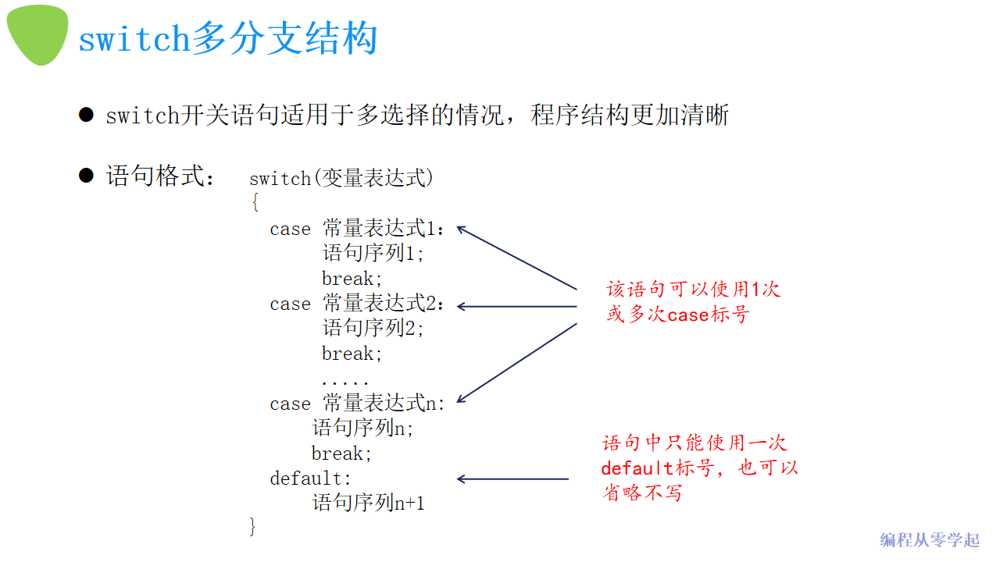 switch多分支结构
● switch开关语句适用于多选择的情况，程序结构更加清晰
● 语句格式：
switch(变量表达式)
{
case 常量表达式1:
语句序列1;
break;
case 常量表达式2:
语句序列2;
break;
.....
case 常量表达式n:
语句序列n;
break;
default:
语句序列n+1
}
该语句可以使用1次
或多次case标号
语句中只能使用一次
default标号，也可以
省略不写
编程从零学起